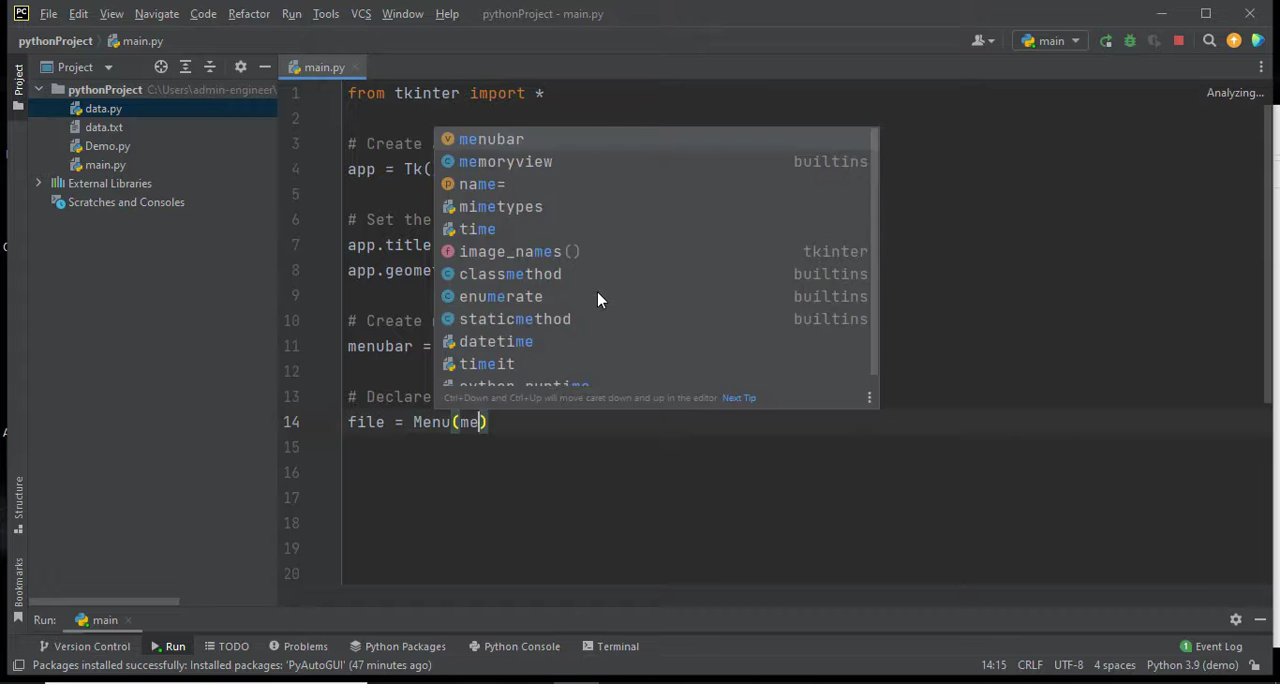 PC File Edit View Navigate Code Refactor Run Tools VCS Window Help pythonProject - main.py
pythonProject main.py main
Project main.py
Project
pythonProject C:\Users\admin-engineer\
data.py
data.txt
Demo.py
main.py
External Libraries
Scratches and Consoles
Analyzing...
1 from tkinter import *
2
3 # Create
4 app = Tk(
5
6 # Set the
7 app.title
8 app.geome
9
10 # Create
11 menubar =
12
13 # Declare
14 file = Menu(me)
15
16
17
18
19
20
menubar
memoryview builtins
name=
mimetypes
time
image_names() tkinter
classmethod builtins
enumerate builtins
staticmethod builtins
datetime
timeit
python_runtime
Ctrl+Down and Ctrl+Up will move caret down and up in the editor Next Tip
Structure
Bookmarks
Run: main
Version Control Run TODO Problems Python Packages Python Console Terminal Event Log
1
Packages installed successfully: Installed packages: 'PyAutoGUI' (47 minutes ago) 14:15 CRLF UTF-8 4 spaces Python 3.9 (demo)